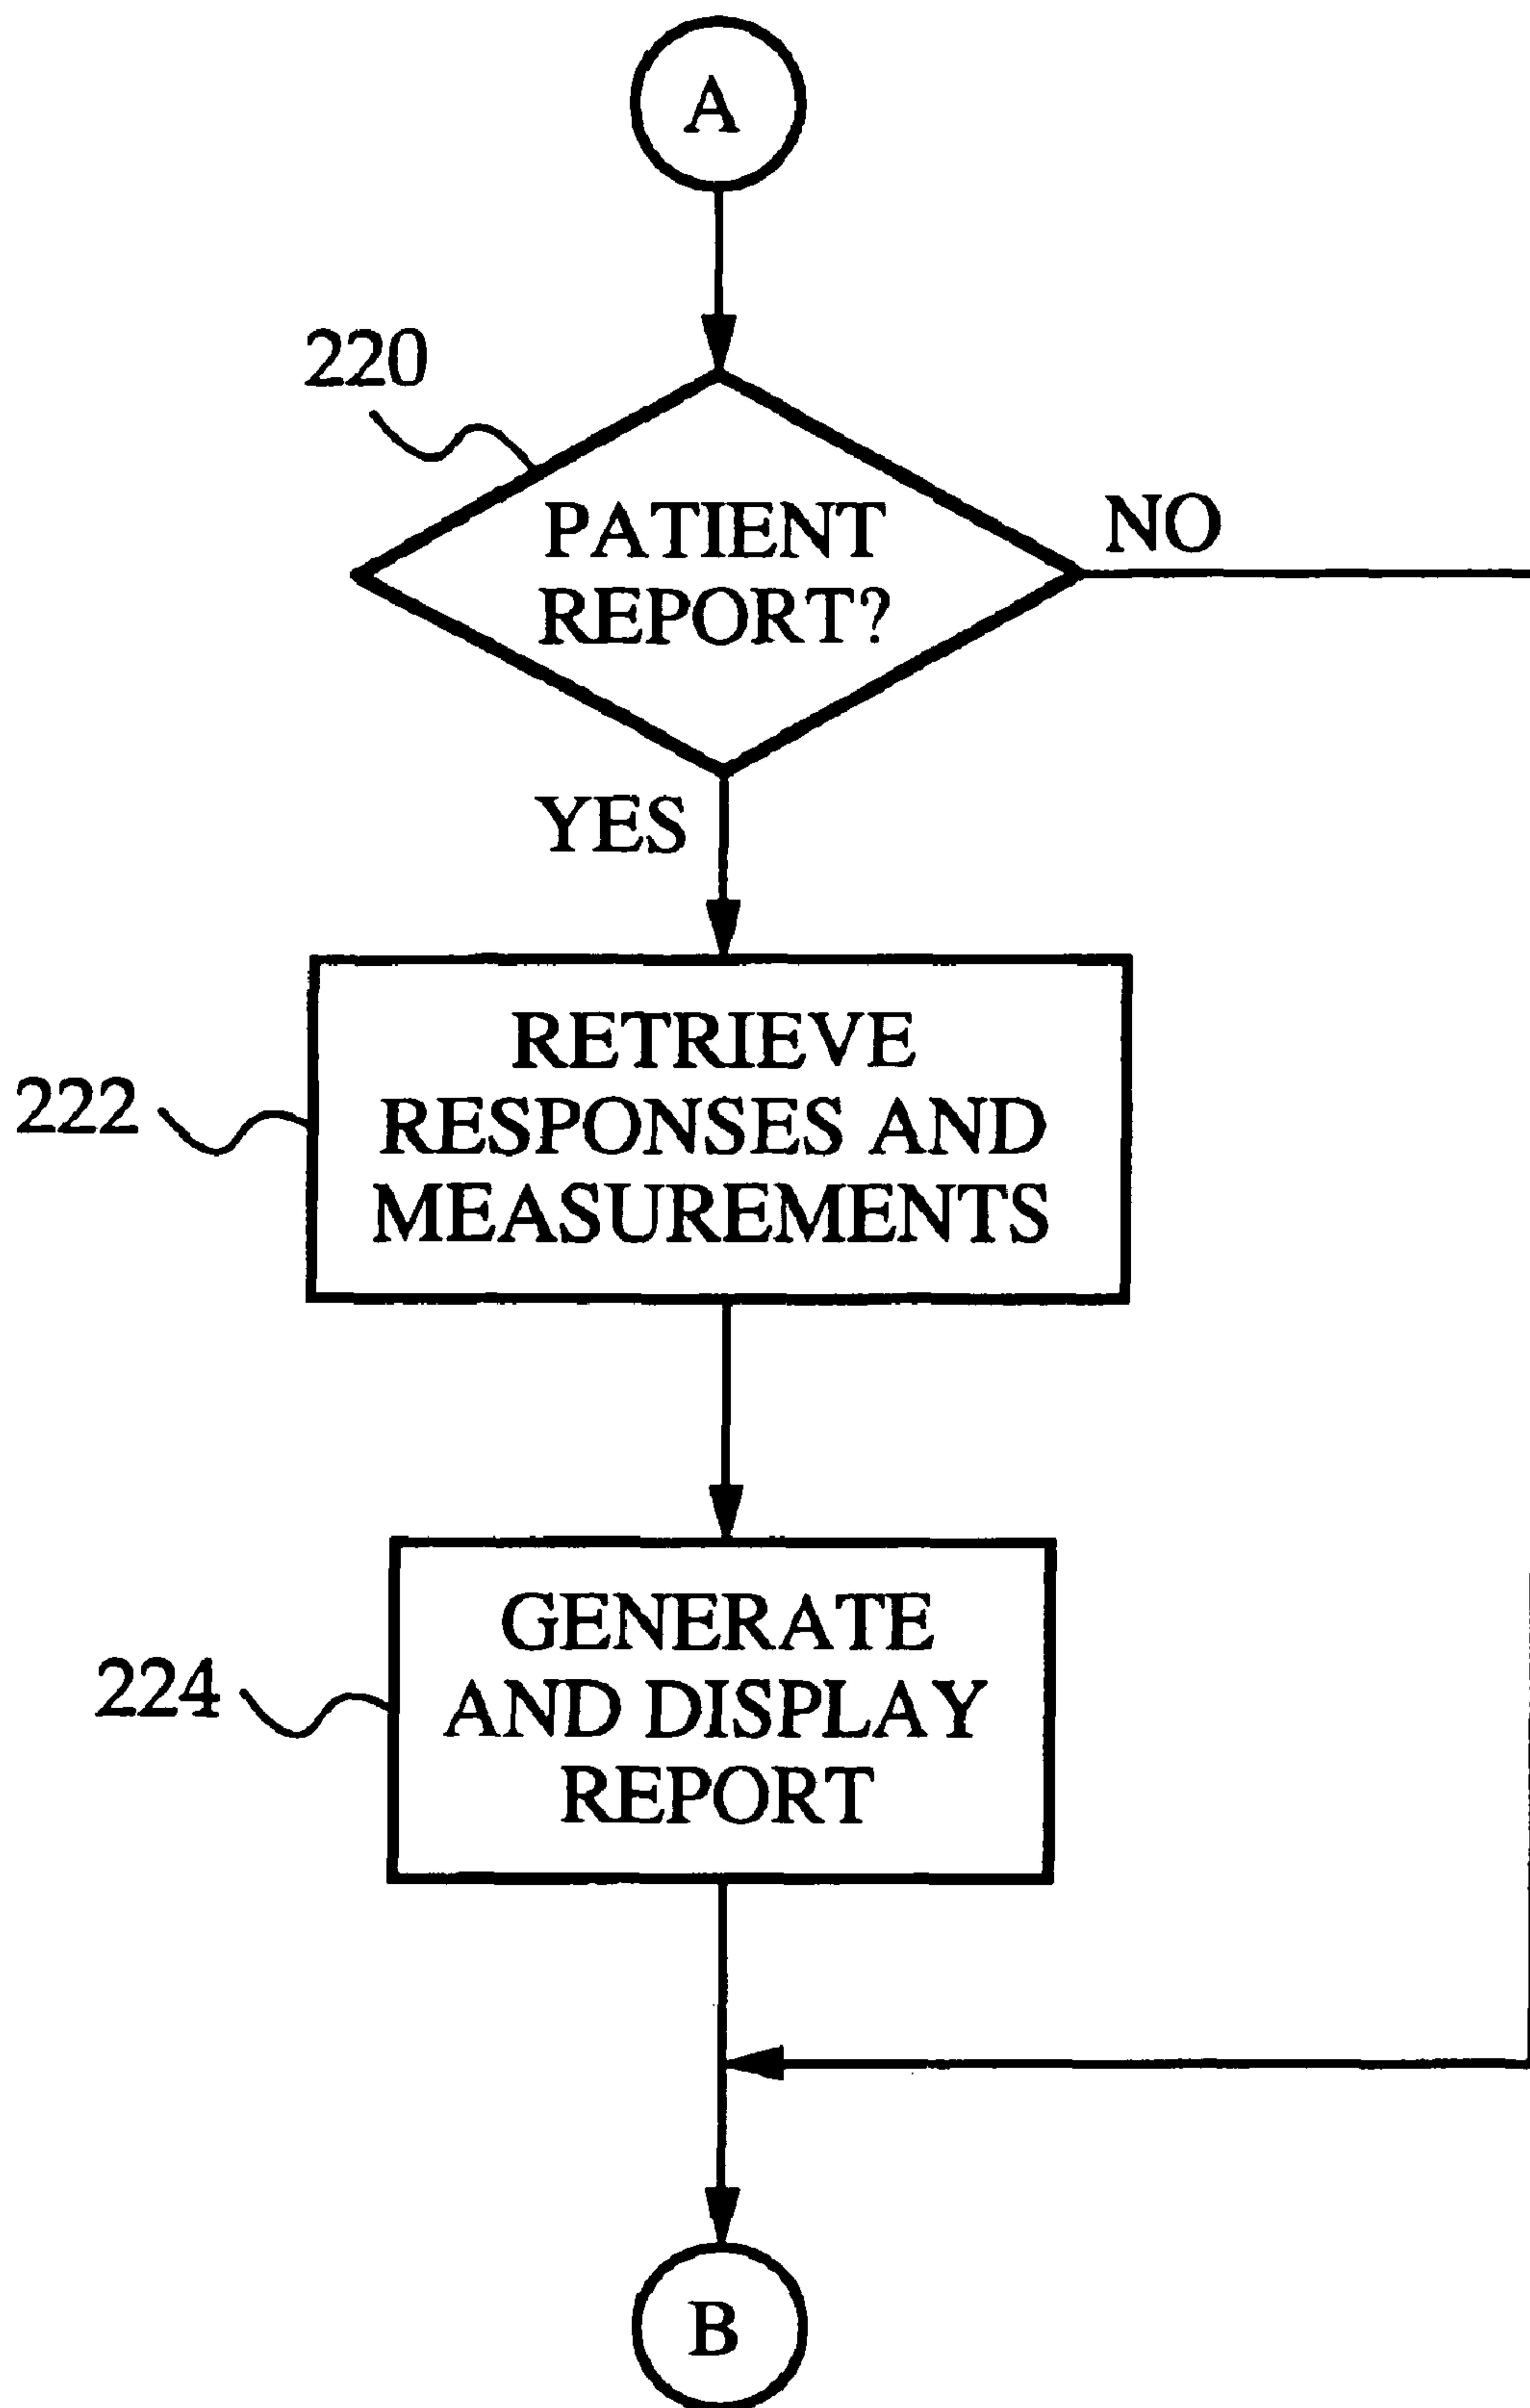 A
220
PATIENT
REPORT?
NO
YES
RETRIEVE
RESPONSES AND
MEASUREMENTS
222
GENERATE
AND DISPLAY
REPORT
224
B